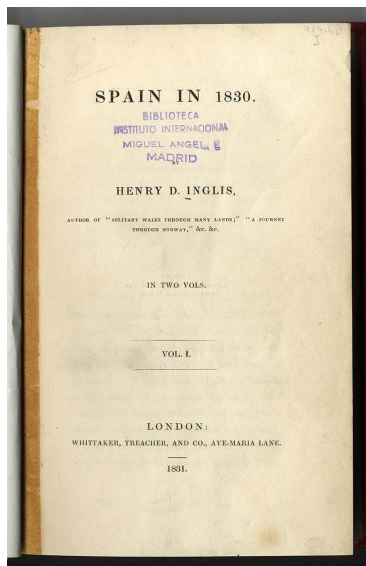 SPAIN IN 1830.
BIBLIOTECA
INSTITUTO INTERNACIONAL
MIGUEL ANGEL, 8
MADRID
BY
HENRY D. INGLIS,
AUTHOR OF "SOLITARY WALKS THROUGH MANY LANDS;" "A JOURNEY
THROUGH NORWAY," &c. &c.
IN TWO VOLS.
VOL. I.
LONDON:
WHITTAKER, TREACHER, AND CO., AVE-MARIA LANE.
1831.